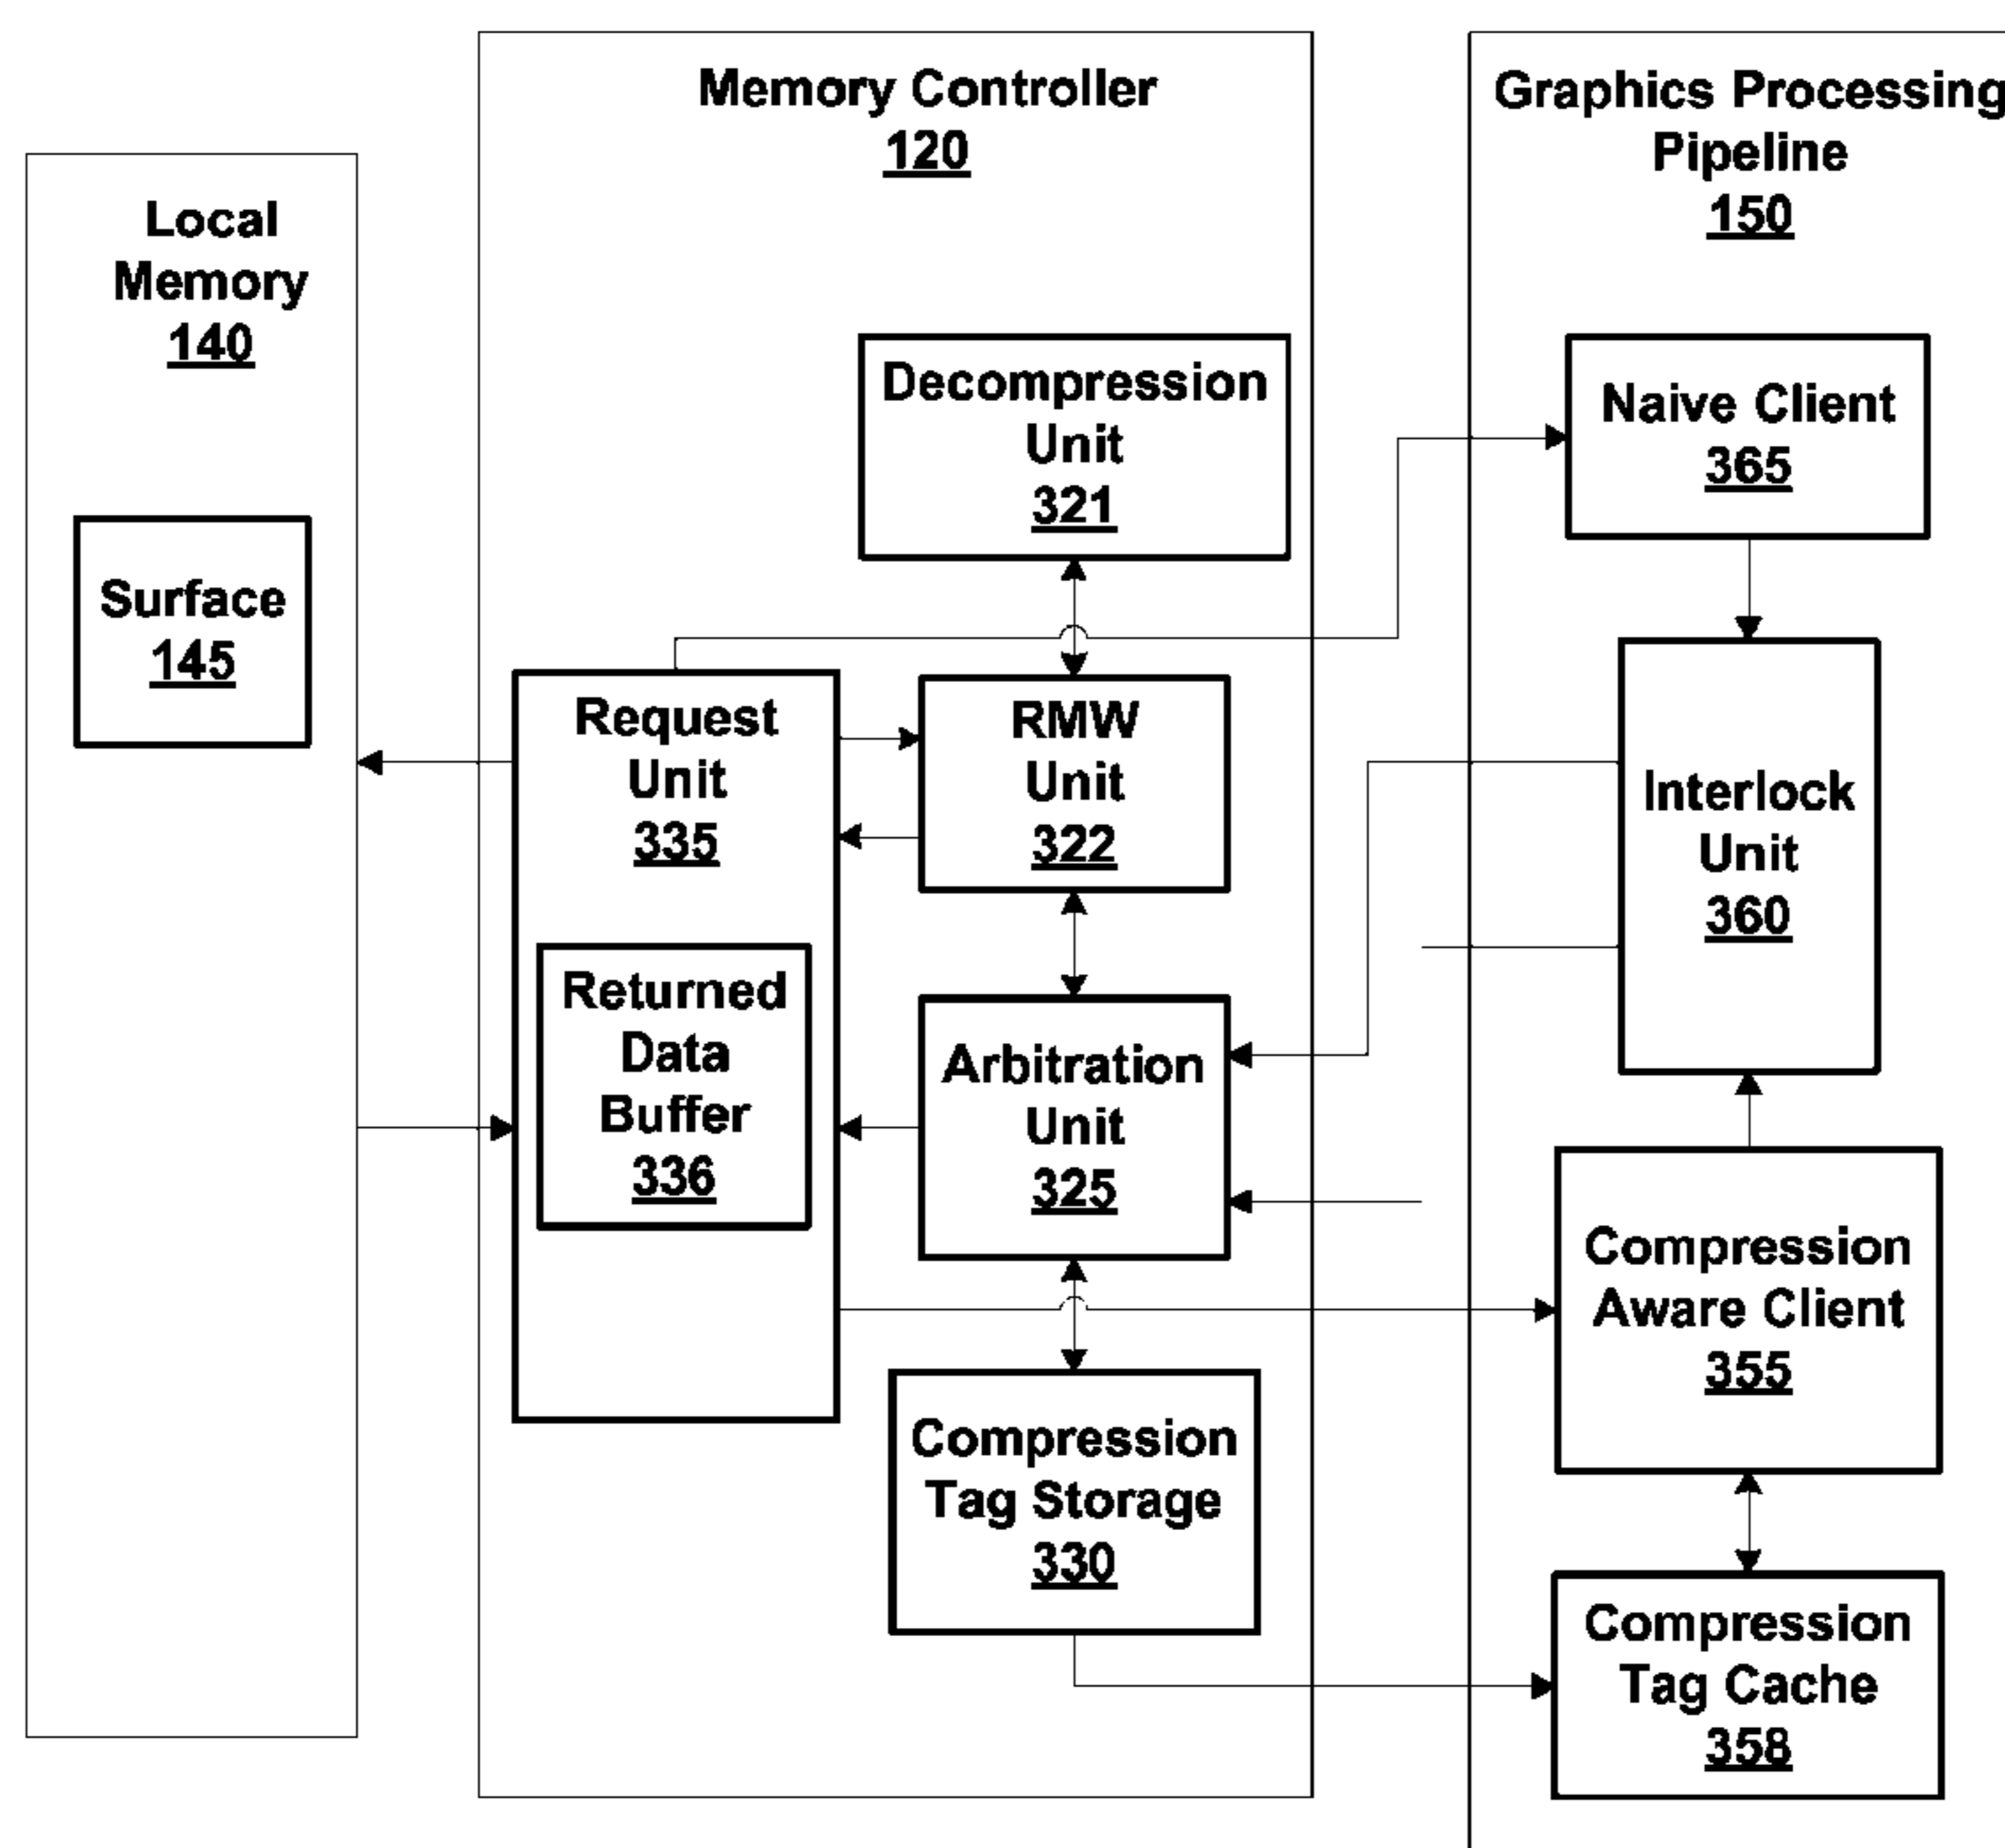 Memory Controller
120
Graphics Processing
Pipeline
150
Local
Memory
140
Surface
145
Decompression
Unit
321
Naive Client
365
Request
Unit
335
RMW
Unit
322
Interlock
Unit
360
Returned
Data
Buffer
336
Arbitration
Unit
325
Compression
Aware Client
355
Compression
Tag Storage
330
Compression
Tag Cache
358